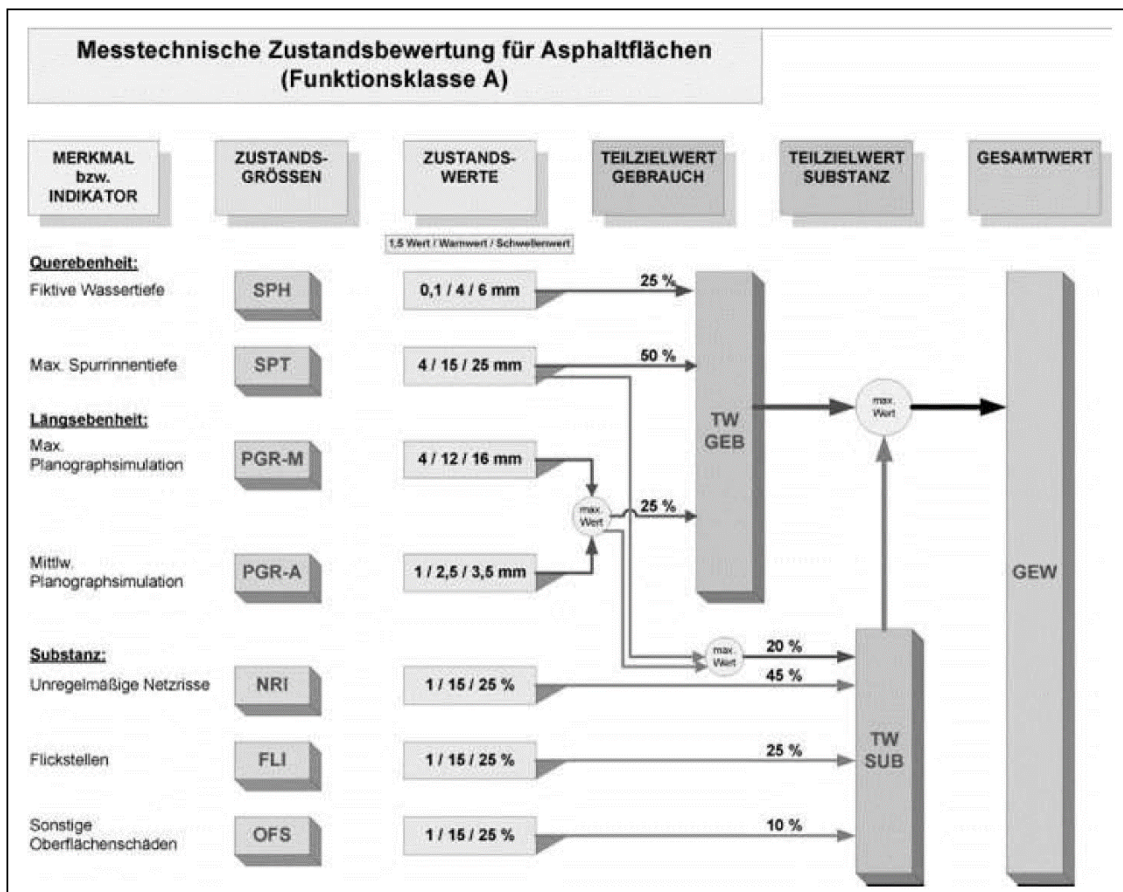 Messtechnische Zustandsbewertung für Asphaltflächen
(Funktionsklasse A)
MERKMAL
bzw.
INDIKATOR
ZUSTANDS-
GRÖSSEN
ZUSTANDS-
WERTE
TEILZIELWERT
GEBRAUCH
TEILZIELWERT
SUBSTANZ
GESAMTWERT
1,5 Wert / Warnwert / Schwellenwert
Querebenheit:
Fiktive Wassertiefe
SPH
0,1 / 4 / 6 mm
25 %
Max. Spurrinnentiefe
SPT
4 / 15 / 25 mm
50 %
Längsebenheit:
Max.
Planographsimulation
PGR-M
4 / 12 / 16 mm
max.
Wert
25 %
Mittlw.
Planographsimulation
PGR-A
1 / 2,5 / 3,5 mm
TW
GEB
max.
Wert
GEW
Substanz:
Unregelmäßige Netzrisse
NRI
1 / 15 / 25 %
max.
Wert
20 %
45 %
Flickstellen
FLI
1 / 15 / 25 %
25 %
TW
SUB
Sonstige
Oberflächenschäden
OFS
1 / 15 / 25 %
10 %